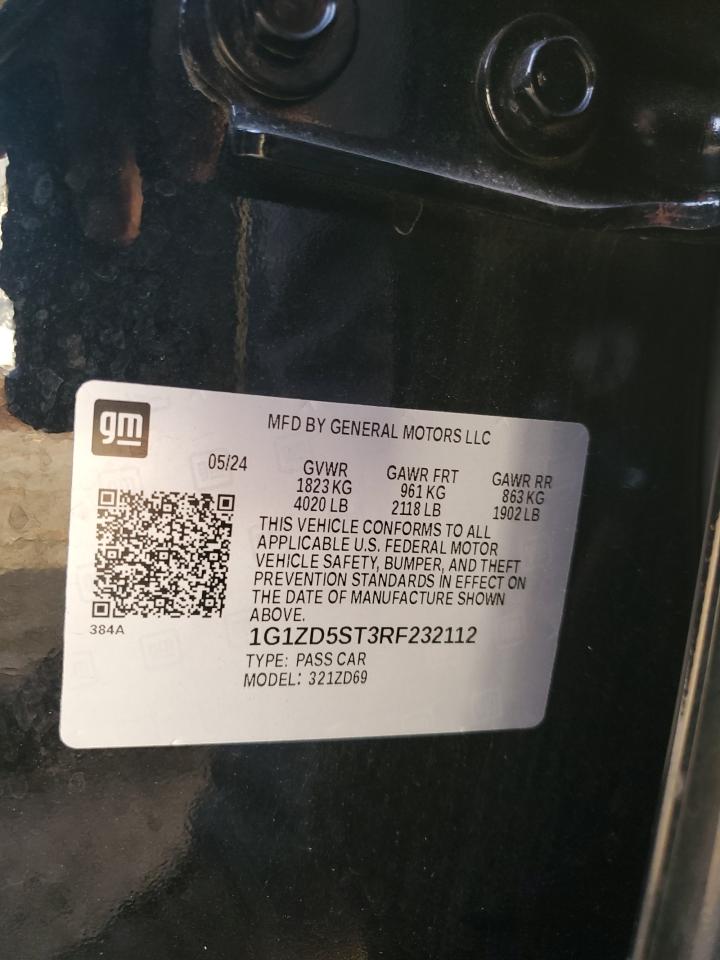 gm
MFD BY GENERAL MOTORS LLC
05/24
GVWR
1823 KG
4020 LB
GAWR FRT
961 KG
2118 LB
GAWR RR
863 KG
1902 LB
THIS VEHICLE CONFORMS TO ALL
APPLICABLE U.S. FEDERAL MOTOR
VEHICLE SAFETY, BUMPER, AND THEFT
PREVENTION STANDARDS IN EFFECT ON
THE DATE OF MANUFACTURE SHOWN
ABOVE.
384A
1G1ZD5ST3RF232112
TYPE: PASS CAR
MODEL: 321ZD69